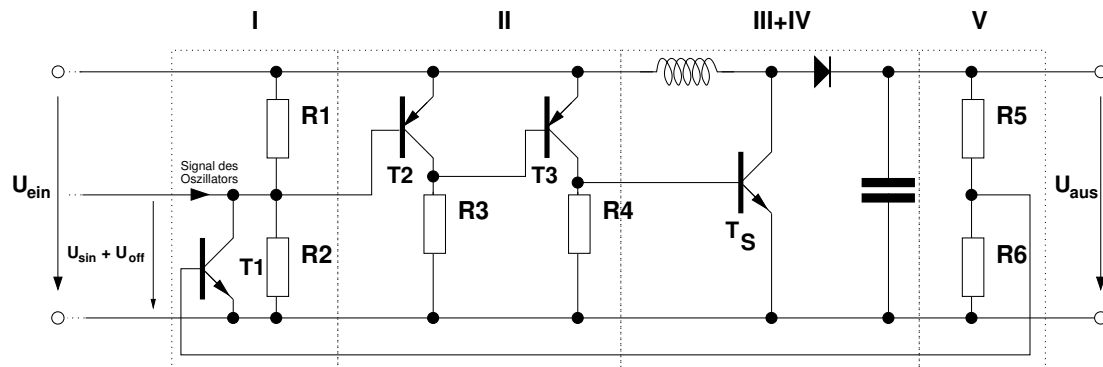 I
II
III+IV
V
R1
R5
Signal des
Oszillators
T2
T3
U_ein
U_aus
R3
R4
T_S
R2
R6
T1
U_sin + U_off